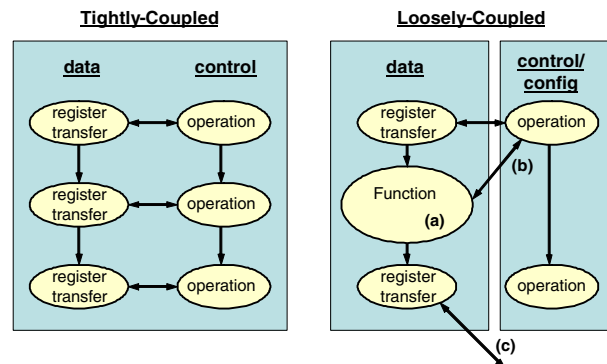 Tightly-Coupled
data
control
register
transfer
operation
register
transfer
operation
register
transfer
operation
Loosely-Coupled
data
control/
config
register
transfer
operation
(b)
Function
(a)
register
transfer
operation
(c)